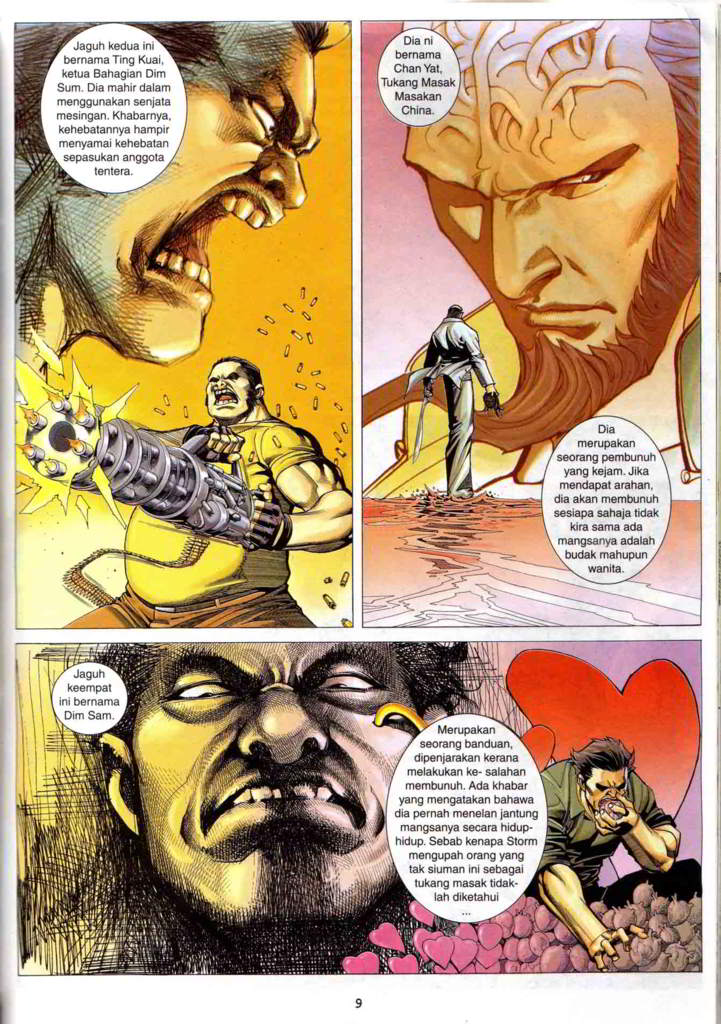 Jaguh kedua ini
bernama Ting Kuai,
ketua Bahagian Dim
Sum. Dia mahir dalam
menggunakan senjata
mesingan. Khabarnya,
kehebatannya hampir
menyamai kehebatan
sepasukan anggota
tentera.
Dia ni
bernama
Chan Yat,
Tukang Masak
Masakan
China.
Dia
merupakan
seorang pembunuh
yang kejam. Jika
mendapat arahan,
dia akan membunuh
sesiapa sahaja tidak
kira sama ada
mangsanya adalah
budak mahupun
wanita.
Jaguh
keempat
ini bernama
Dim Sam.
Merupakan
seorang banduan,
dipenjarakan kerana
melakukan ke- salahan
membunuh. Ada khabar
yang mengatakan bahawa
dia pernah menelan jantung
mangsanya secara hidup-
hidup. Sebab kenapa Storm
mengupah orang yang
tak siuman ini sebagai
tukang masak tidak-
lah diketahui
...
9